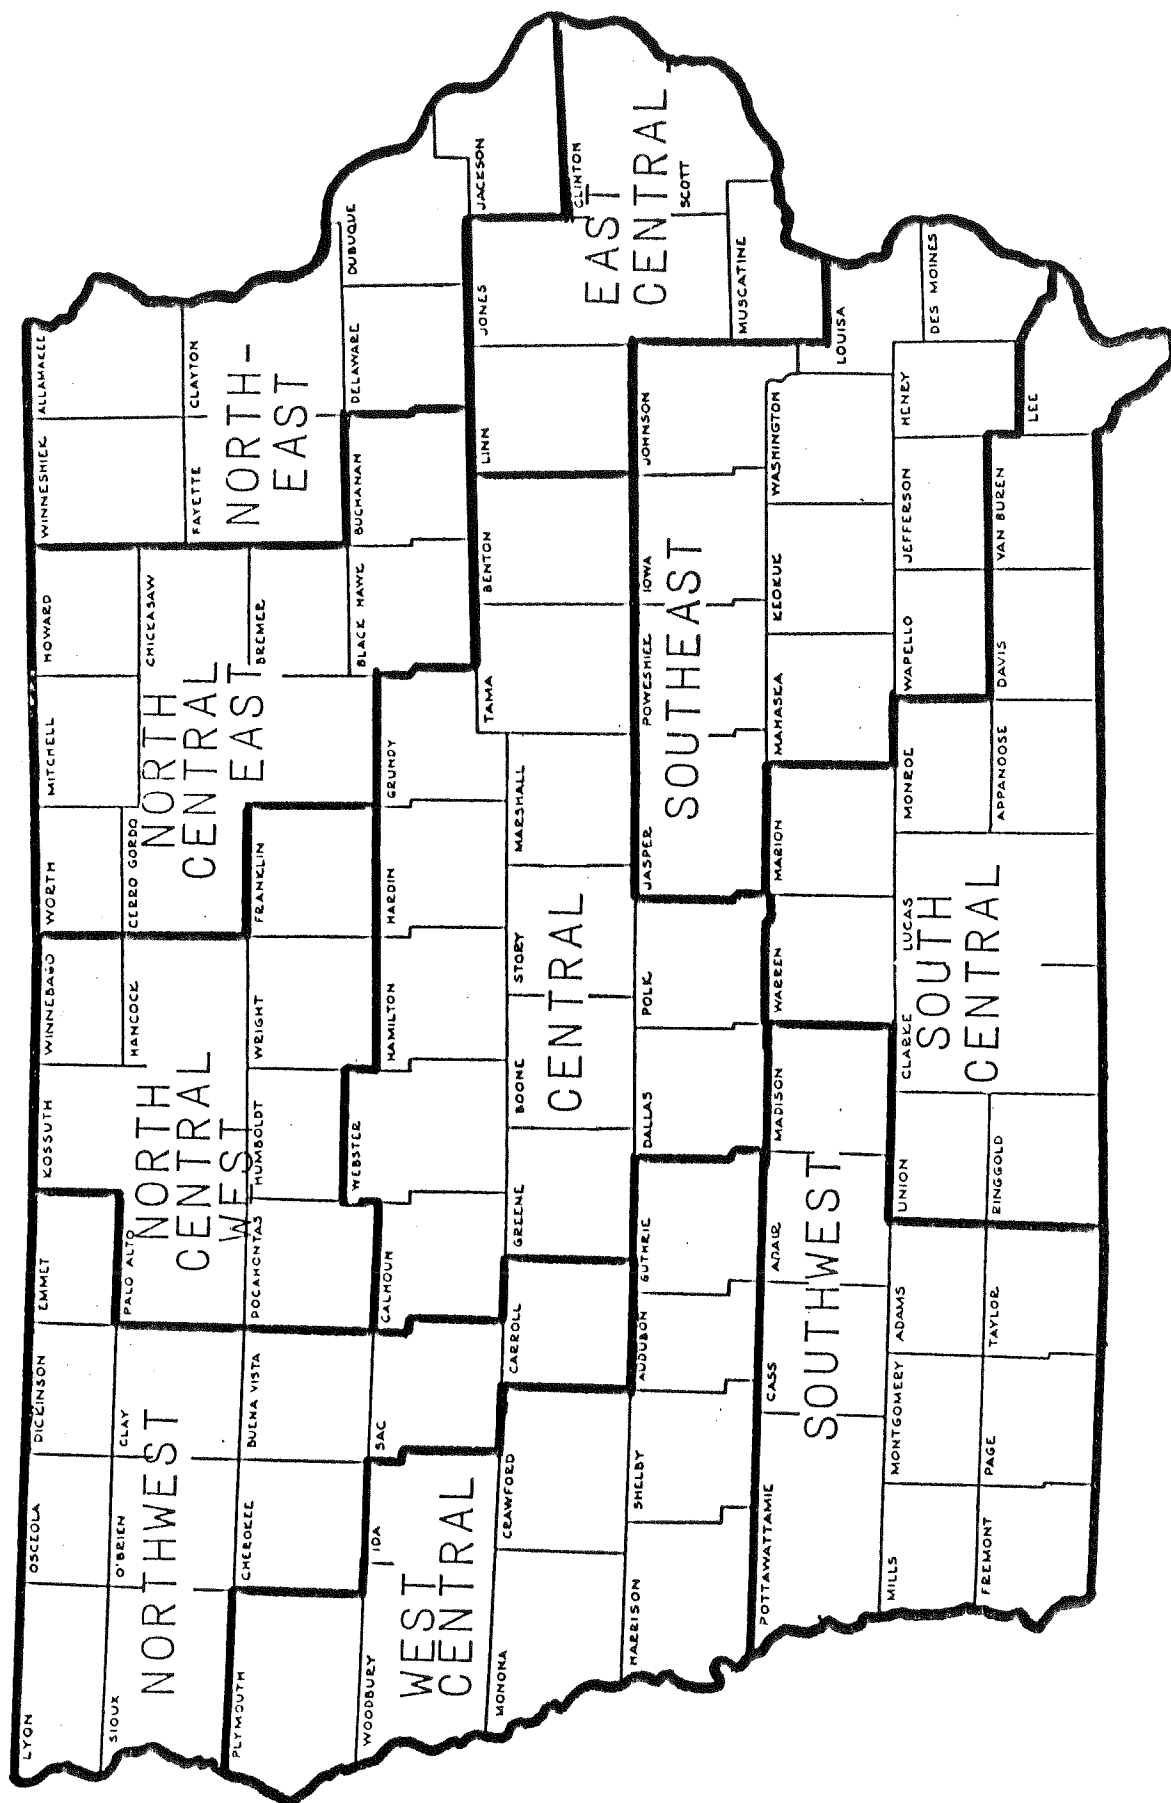 LYON
OSCEOLA
DICKINSON
EMMET
KOSSUTH
WINNEBAGO
WORTH
MITCHELL
HOWARD
WINNESHIEK
ALLAMAKEE
SIOUX
O'BRIEN
CLAY
PALO ALTO
HANCOCK
CERRO GORDO
CHICKASAW
FAYETTE
CLAYTON
NORTHWEST
NORTH
CENTRAL
WEST
NORTH
CENTRAL
EAST
NORTH-
EAST
PLYMOUTH
CHEROKEE
BUENA VISTA
POCAHONTAS
HUMBOLDT
WRIGHT
FRANKLIN
BREMER
WOODBURY
IDA
SAC
CALHOUN
WEBSTER
HAMILTON
HARDIN
GRUNDY
BLACK HAWK
BUCHANAN
DELAWARE
DUBUQUE
WEST
CENTRAL
MONONA
CRAWFORD
CARROLL
GREENE
BOONE
STORY
MARSHALL
TAMA
BENTON
LINN
JONES
JACKSON
CENTRAL
CLINTON
EAST
CENTRAL
HARRISON
SHELBY
AUDUBON
GUTHRIE
DALLAS
POLK
JASPER
POWESHIEK
IOWA
JOHNSON
SCOTT
SOUTHEAST
MUSCATINE
POTTAWATTAMIE
CASS
ADAIR
MADISON
WARREN
MARION
MAHASKA
KEOKUK
WASHINGTON
LOUISA
SOUTHWEST
MILLS
MONTGOMERY
ADAMS
UNION
CLARKE
LUCAS
MONROE
WAPELLO
JEFFERSON
HENRY
DES MOINES
SOUTH
CENTRAL
FREMONT
PAGE
TAYLOR
RINGGOLD
APPANOOSE
DAVIS
VAN BUREN
LEE